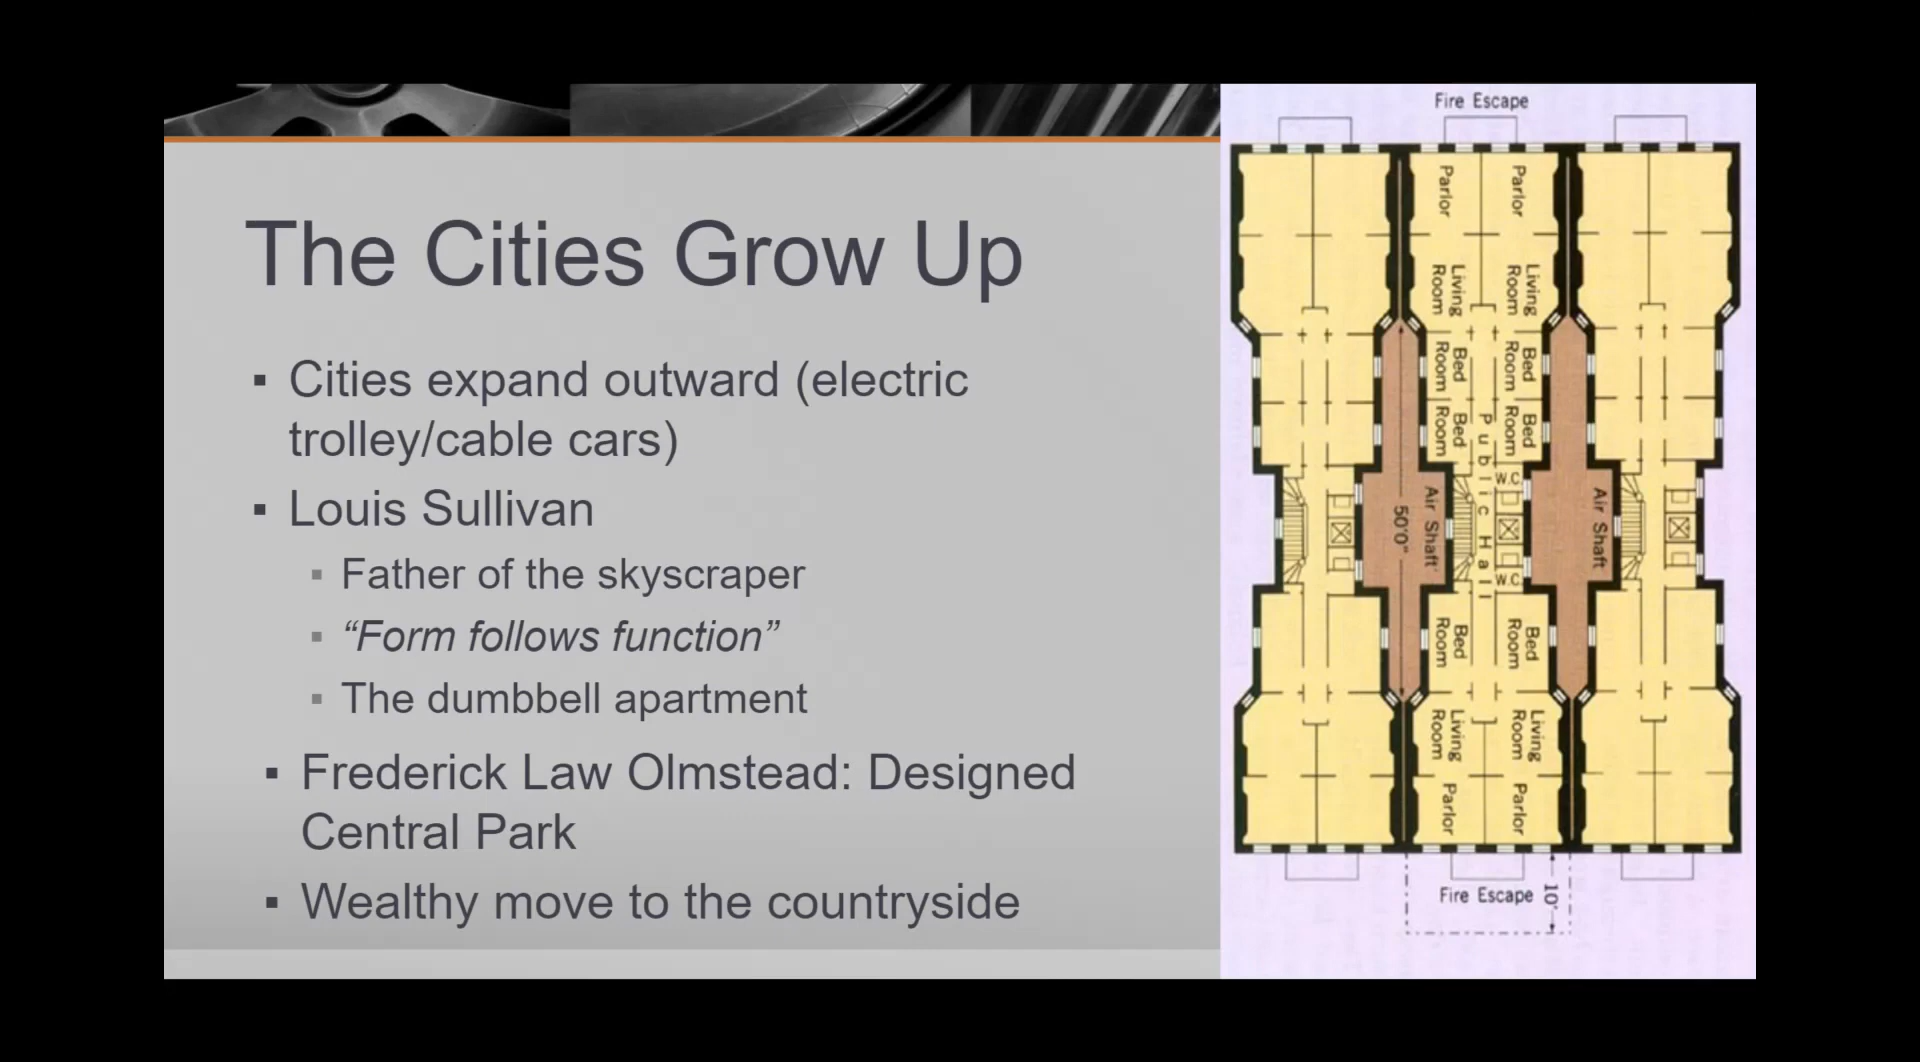 The Cities Grow Up
▪ Cities expand outward (electric
trolley/cable cars)
▪ Louis Sullivan
▪ Father of the skyscraper
▪ “Form follows function”
▪ The dumbbell apartment
▪ Frederick Law Olmstead: Designed
Central Park
▪ Wealthy move to the countryside
Fire Escape
Parlor
Parlor
Living
Room
Living
Room
Bed
Room
Bed
Room
Bed
Room
Bed
Room
Public Hall
W.C.
Air Shaft
50'0"
Air Shaft
W.C.
Bed
Room
Bed
Room
Living
Room
Living
Room
Parlor
Parlor
Fire Escape
10'